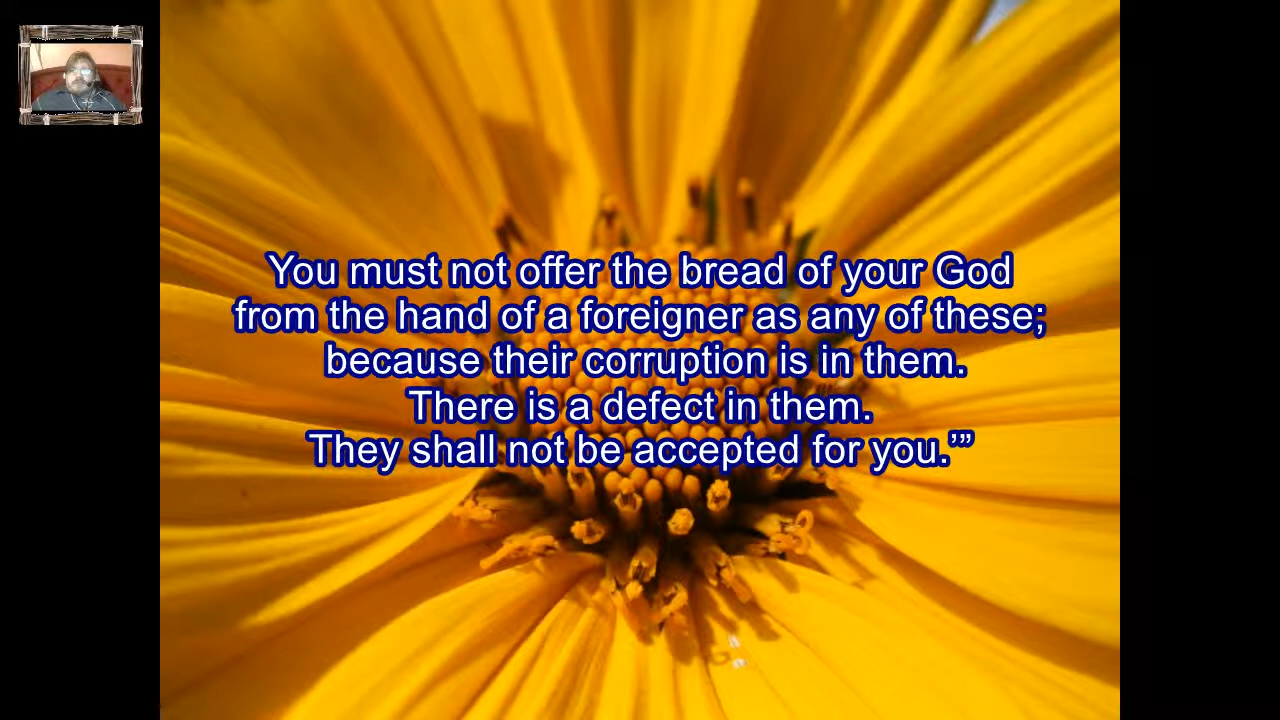 You must not offer the bread of your God
from the hand of a foreigner as any of these;
because their corruption is in them.
There is a defect in them.
They shall not be accepted for you.’”